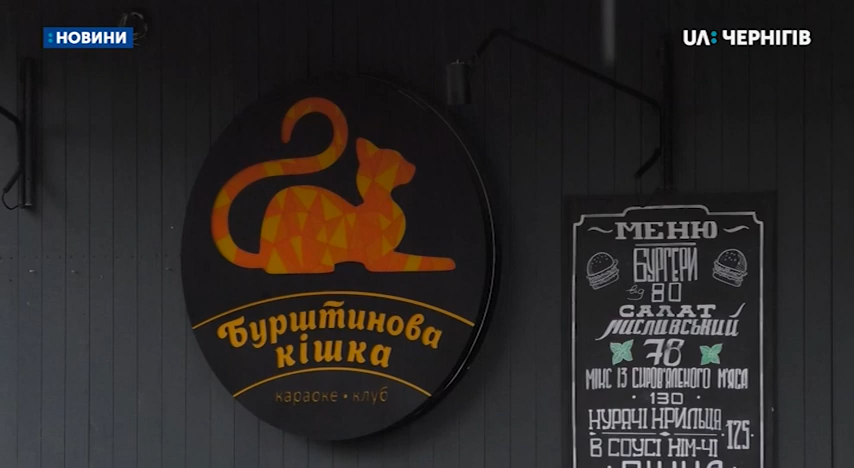 НОВИНИ
UA: ЧЕРНІГІВ
Бурштинова
кішка
караоке • клуб
МЕНЮ
БУРГЕРИ
від 80
САЛАТ
МИСЛИВСЬКИЙ
78
МІКС ІЗ СИРОВ'ЯЛЕНОГО М'ЯСА
• 130 •
КУРЯЧІ КРИЛЬЦЯ
В СОУСІ КІМ-ЧІ 125